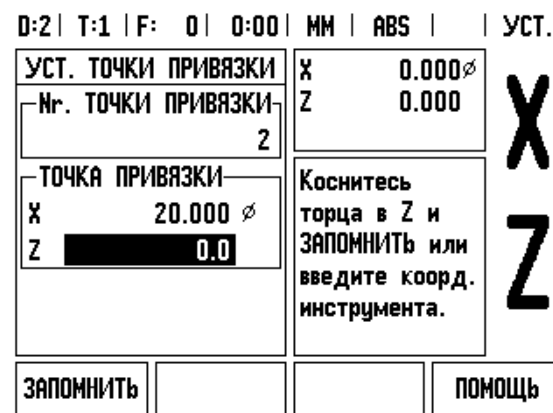 D:2 | T:1 | F: 0 | 0:00 | MM | ABS | | УСТ.
УСТ. ТОЧКИ ПРИВЯЗКИ
Nr. ТОЧКИ ПРИВЯЗКИ
2
ТОЧКА ПРИВЯЗКИ
X 20.000 ⌀
Z 0.0
X 0.000⌀
Z 0.000
Коснитесь
торца в Z и
ЗАПОМНИТЬ или
введите коорд.
инструмента.
X
Z
ЗАПОМНИТЬ
ПОМОЩЬ